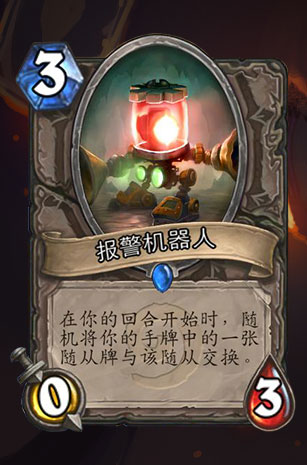 3
报警机器人
在你的回合开始时，随
机将你的手牌中的一张
随从牌与该随从交换。
0
3